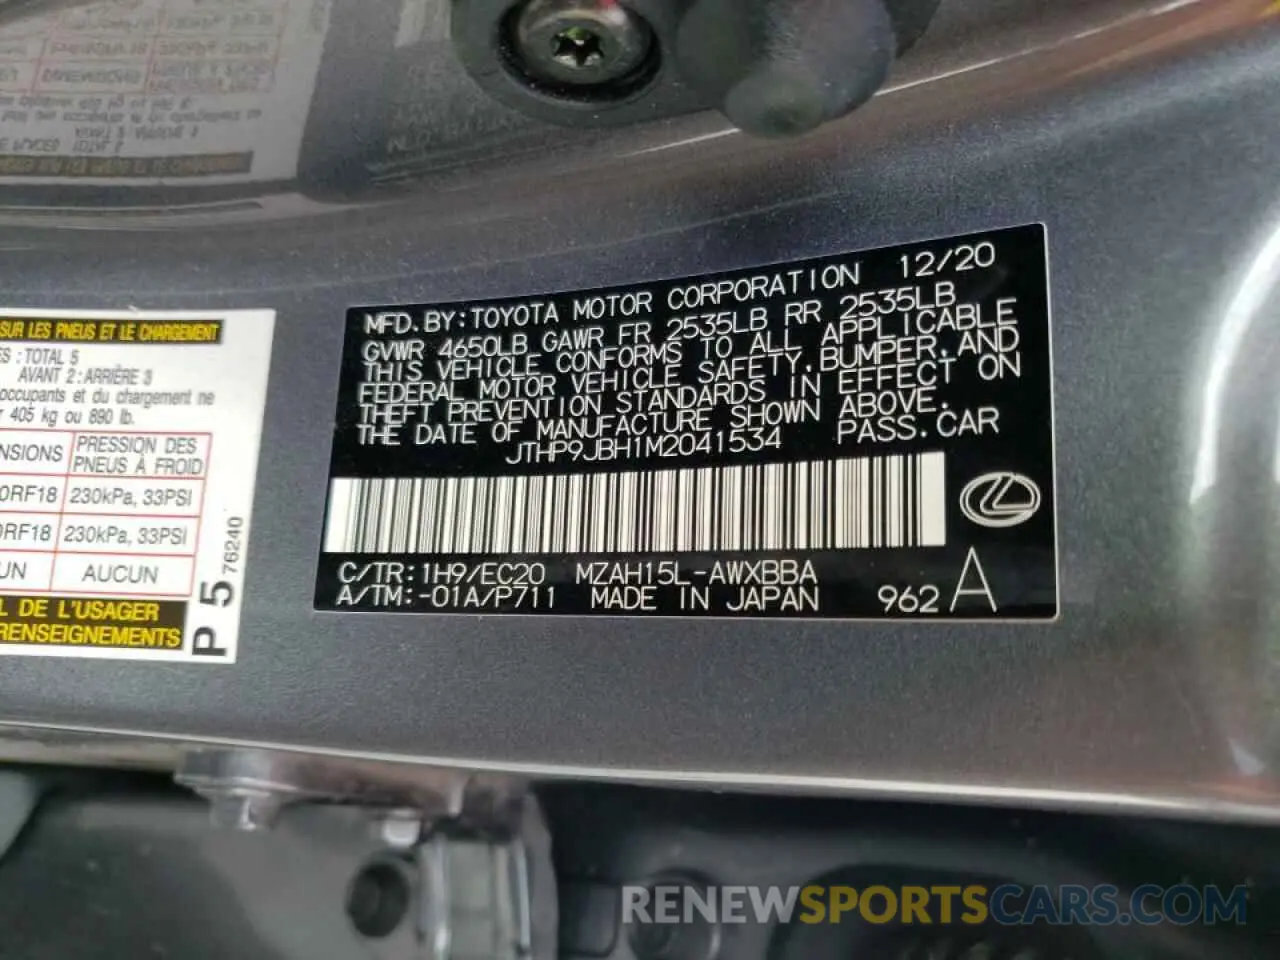 MFD.BY:TOYOTA MOTOR CORPORATION 12/20
GVWR 4650LB GAWR FR 2535LB RR 2535LB
THIS VEHICLE CONFORMS TO ALL APPLICABLE
FEDERAL MOTOR VEHICLE SAFETY,BUMPER,AND
THEFT PREVENTION STANDARDS IN EFFECT ON
THE DATE OF MANUFACTURE SHOWN ABOVE.
JTHP9JBH1M2041534 PASS.CAR
C/TR:1H9/EC20 MZAH15L-AWXBBA
A/TM:-01A/P711 MADE IN JAPAN 962 A
SUR LES PNEUS ET LE CHARGEMENT
: TOTAL 5
AVANT 2 : ARRIÈRE 3
occupants et du chargement ne
405 kg ou 890 lb.
PRESSION DES
PNEUS À FROID
0RF18 230kPa, 33PSI
RF18 230kPa, 33PSI
AUCUN
DE L'USAGER
RENSEIGNEMENTS
P 5
76240
RENEWSPORTSCARS.COM